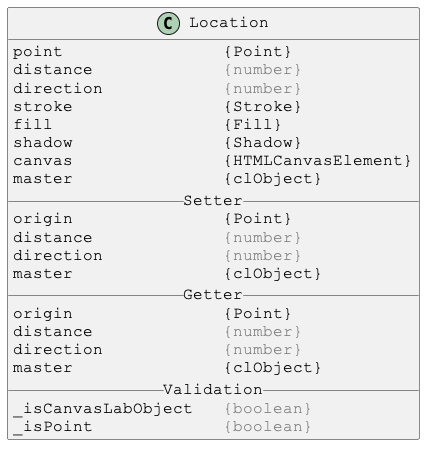 C Location
point {Point}
distance {number}
direction {number}
stroke {Stroke}
fill {Fill}
shadow {Shadow}
canvas {HTMLCanvasElement}
master {clObject}
Setter
origin {Point}
distance {number}
direction {number}
master {clObject}
Getter
origin {Point}
distance {number}
direction {number}
master {clObject}
Validation
_isCanvasLabObject {boolean}
_isPoint {boolean}